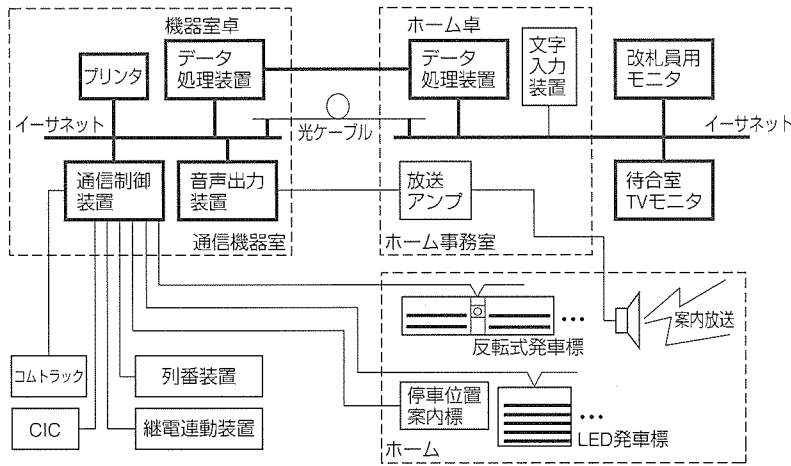 機器室卓
プリンタ
データ
処理装置
イーサネット
光ケーブル
通信制御
装置
音声出力
装置
通信機器室
ホーム卓
データ
処理装置
文字
入力
装置
放送
アンプ
ホーム事務室
改札員用
モニタ
イーサネット
待合室
TVモニタ
反転式発車標
案内放送
停車位置
案内標
LED発車標
ホーム
コムトラック
列番装置
CIC
継電連動装置